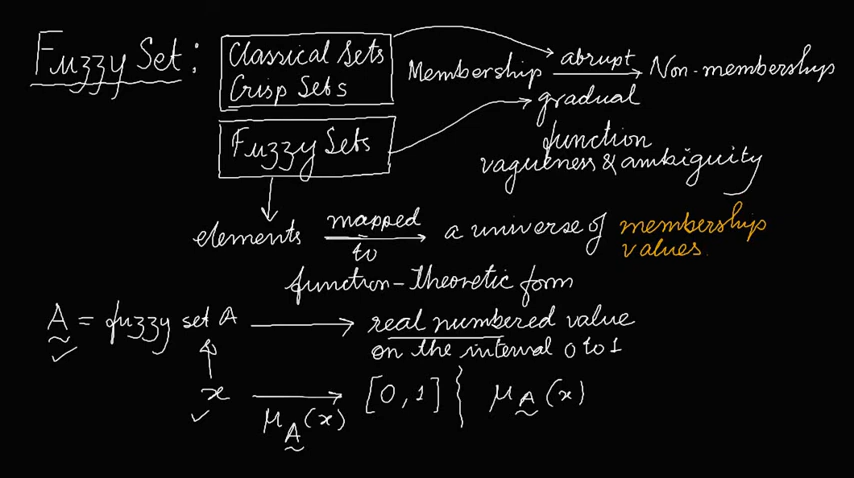 Fuzzy Set :
Classical Sets
Crisp Sets
Membership abrupt Non-membership
gradual
Fuzzy Sets
function
vagueness & ambiguity
elements mapped to a universe of membership values.
function-theoretic form
A = fuzzy set A real numbered value
~
on the interval 0 to 1
x [0,1] } μA(x)
~
μA(x)
~